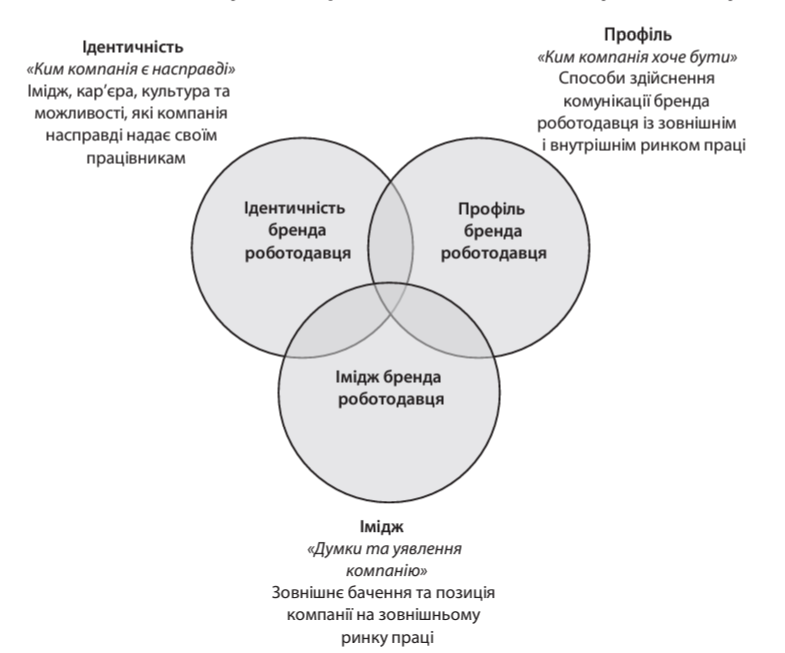 Ідентичність
«Ким компанія є насправді»
Імідж, кар’єра, культура та
можливості, які компанія
насправді надає своїм
працівникам
Профіль
«Ким компанія хоче бути»
Способи здійснення
комунікації бренда
роботодавця із зовнішнім
і внутрішнім ринком праці
Ідентичність
бренда
роботодавця
Профіль
бренда
роботодавця
Імідж бренда
роботодавця
Імідж
«Думки та уявлення
компанію»
Зовнішнє бачення та позиція
компанії на зовнішньому
ринку праці